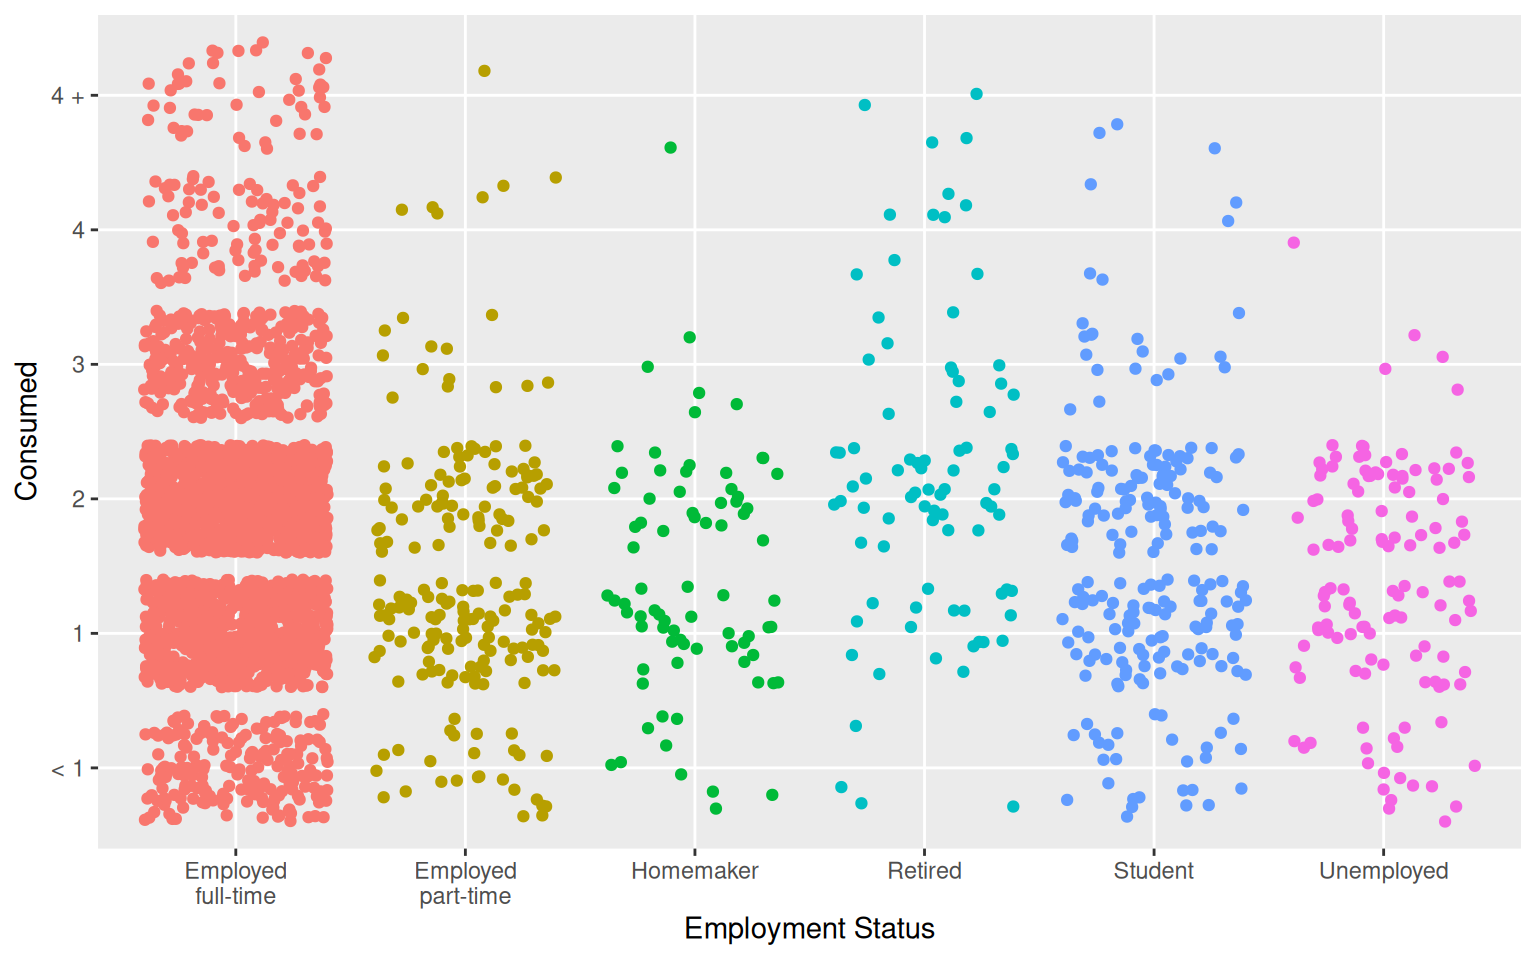 Consumed
4 +
4
3
2
1
< 1
Employed
full-time
Employed
part-time
Homemaker
Retired
Student
Unemployed
Employment Status